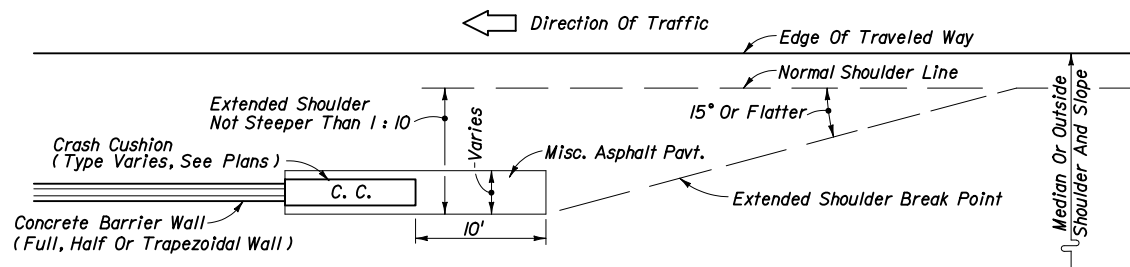 Direction Of Traffic
Edge Of Traveled Way
Normal Shoulder Line
Extended Shoulder
Not Steeper Than 1 : 10
15° Or Flatter
Crash Cushion
(Type Varies, See Plans)
Varies
Misc. Asphalt Pavt.
C. C.
Extended Shoulder Break Point
Concrete Barrier Wall
(Full, Half Or Trapezoidal Wall)
10'
Median Or Outside
Shoulder And Slope